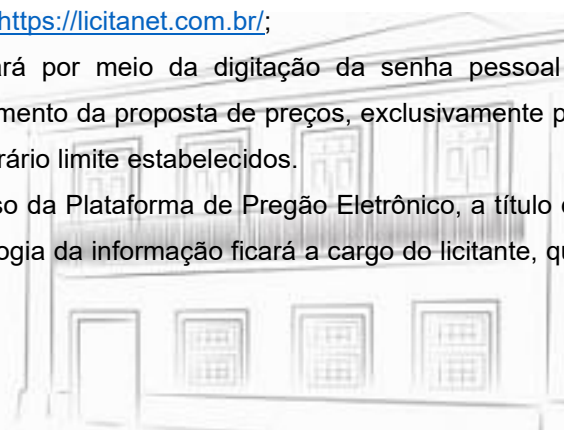 https://licitanet.com.br/;
ará por meio da digitação da senha pessoal
mento da proposta de preços, exclusivamente p
rário limite estabelecidos.
so da Plataforma de Pregão Eletrônico, a título
ogia da informação ficará a cargo do licitante, qu